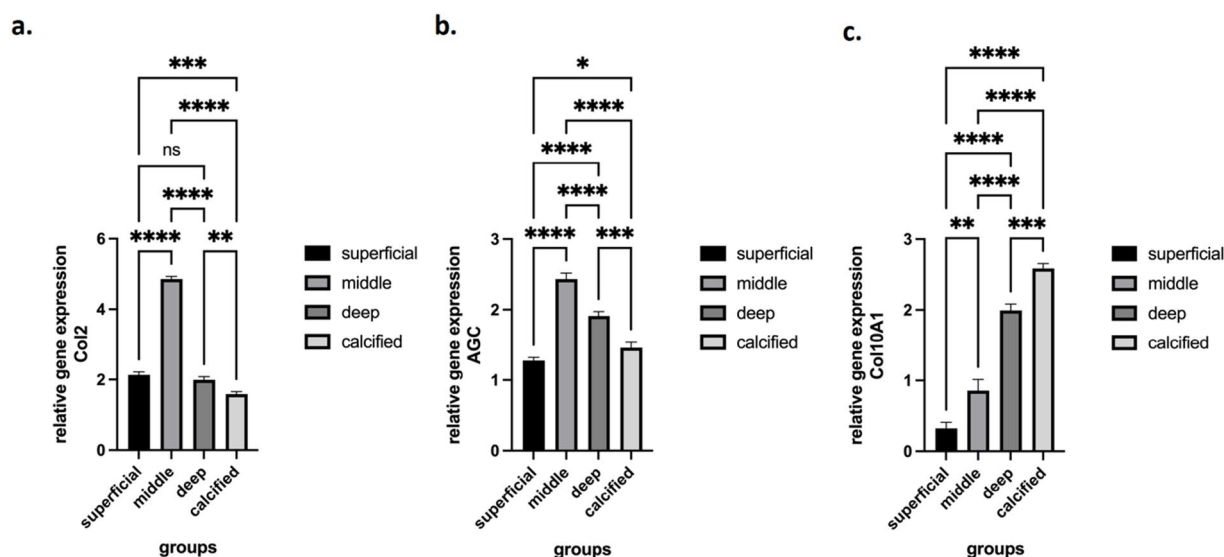 a.
***
****
ns
****
****
**
relative gene expression
Col2
6
4
2
0
superficial
middle
deep
calcified
groups
superficial
middle
deep
calcified
b.
*
****
****
****
****
***
relative gene expression
AGC
3
2
1
0
superficial
middle
deep
calcified
groups
superficial
middle
deep
calcified
c.
****
****
****
****
**
***
relative gene expression
Col10A1
3
2
1
0
superficial
middle
deep
calcified
groups
superficial
middle
deep
calcified